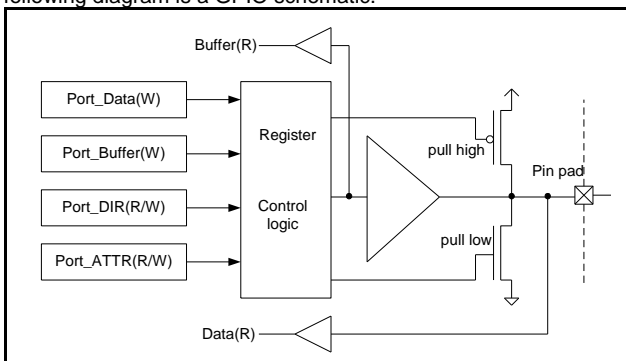 following diagram is a GPIO schematic.
Buffer(R)
Port_Data(W)
Port_Buffer(W)
Port_DIR(R/W)
Port_ATTR(R/W)
Register
Control
logic
pull high
Pin pad
pull low
Data(R)